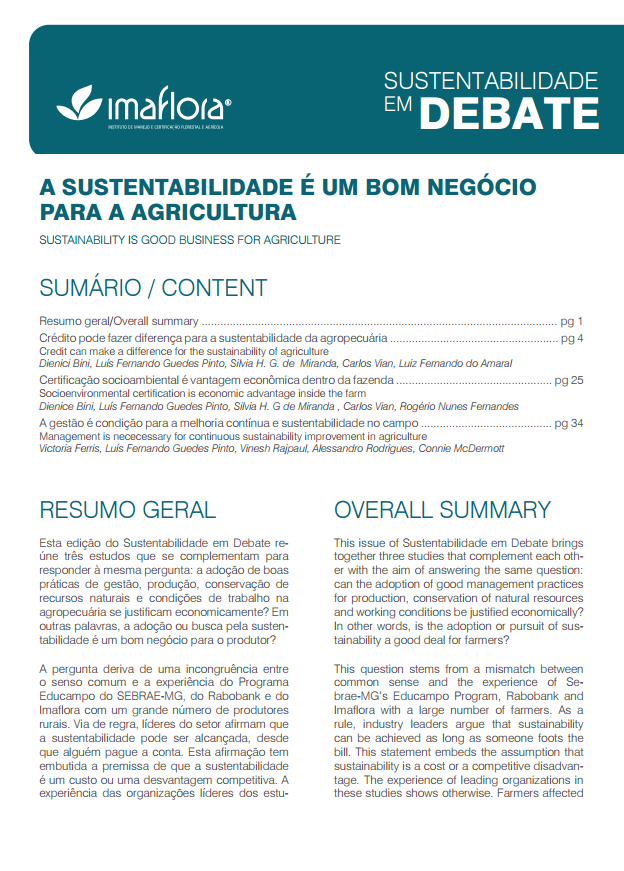 imaflora®
INSTITUTO DE MANEJO E CERTIFICAÇÃO FLORESTAL E AGRÍCOLA
SUSTENTABILIDADE
EM DEBATE
A SUSTENTABILIDADE É UM BOM NEGÓCIO
PARA A AGRICULTURA
SUSTAINABILITY IS GOOD BUSINESS FOR AGRICULTURE
SUMÁRIO / CONTENT
Resumo geral/Overall summary ........................................................ pg 1
Crédito pode fazer diferença para a sustentabilidade da agropecuária ........................................................ pg 4
Credit can make a difference for the sustainability of agriculture
Dienici Bini, Luís Fernando Guedes Pinto, Silvia H. G. de Miranda, Carlos Vian, Luiz Fernando do Amaral
Certificação socioambiental é vantagem econômica dentro da fazenda ........................................................ pg 25
Socioenvironmental certification is economic advantage inside the farm
Dienice Bini, Luís Fernando Guedes Pinto, Silvia H. G de Miranda , Carlos Vian, Rogério Nunes Fernandes
A gestão é condição para a melhoria contínua e sustentabilidade no campo .......................................... pg 34
Management is nececessary for continuous sustainability improvement in agriculture
Victoria Ferris, Luís Fernando Guedes Pinto, Vinesh Rajpaul, Alessandro Rodrigues, Connie McDermott
RESUMO GERAL
Esta edição do Sustentabilidade em Debate re-
úne três estudos que se complementam para
responder à mesma pergunta: a adoção de boas
práticas de gestão, produção, conservação de
recursos naturais e condições de trabalho na
agropecuária se justificam economicamente? Em
outras palavras, a adoção ou busca pela susten-
tabilidade é um bom negócio para o produtor?
A pergunta deriva de uma incongruência entre
o senso comum e a experiência do Programa
Educampo do SEBRAE-MG, do Rabobank e do
Imaflora com um grande número de produtores
rurais. Via de regra, líderes do setor afirmam que
a sustentabilidade pode ser alcançada, desde
que alguém pague a conta. Esta afirmação tem
embutida a premissa de que a sustentabilidade
é um custo ou uma desvantagem competitiva. A
experiência das organizações líderes dos estu-
OVERALL SUMMARY
This issue of Sustentabilidade em Debate brings
together three studies that complement each oth-
er with the aim of answering the same question:
can the adoption of good management practices
for production, conservation of natural resources
and working conditions be justified economically?
In other words, is the adoption or pursuit of sus-
tainability a good deal for farmers?
This question stems from a mismatch between
common sense and the experience of Se-
brae-MG's Educampo Program, Rabobank and
Imaflora with a large number of farmers. As a
rule, industry leaders argue that sustainability
can be achieved as long as someone foots the
bill. This statement embeds the assumption that
sustainability is a cost or a competitive disadvan-
tage. The experience of leading organizations in
these studies shows otherwise. Farmers affected